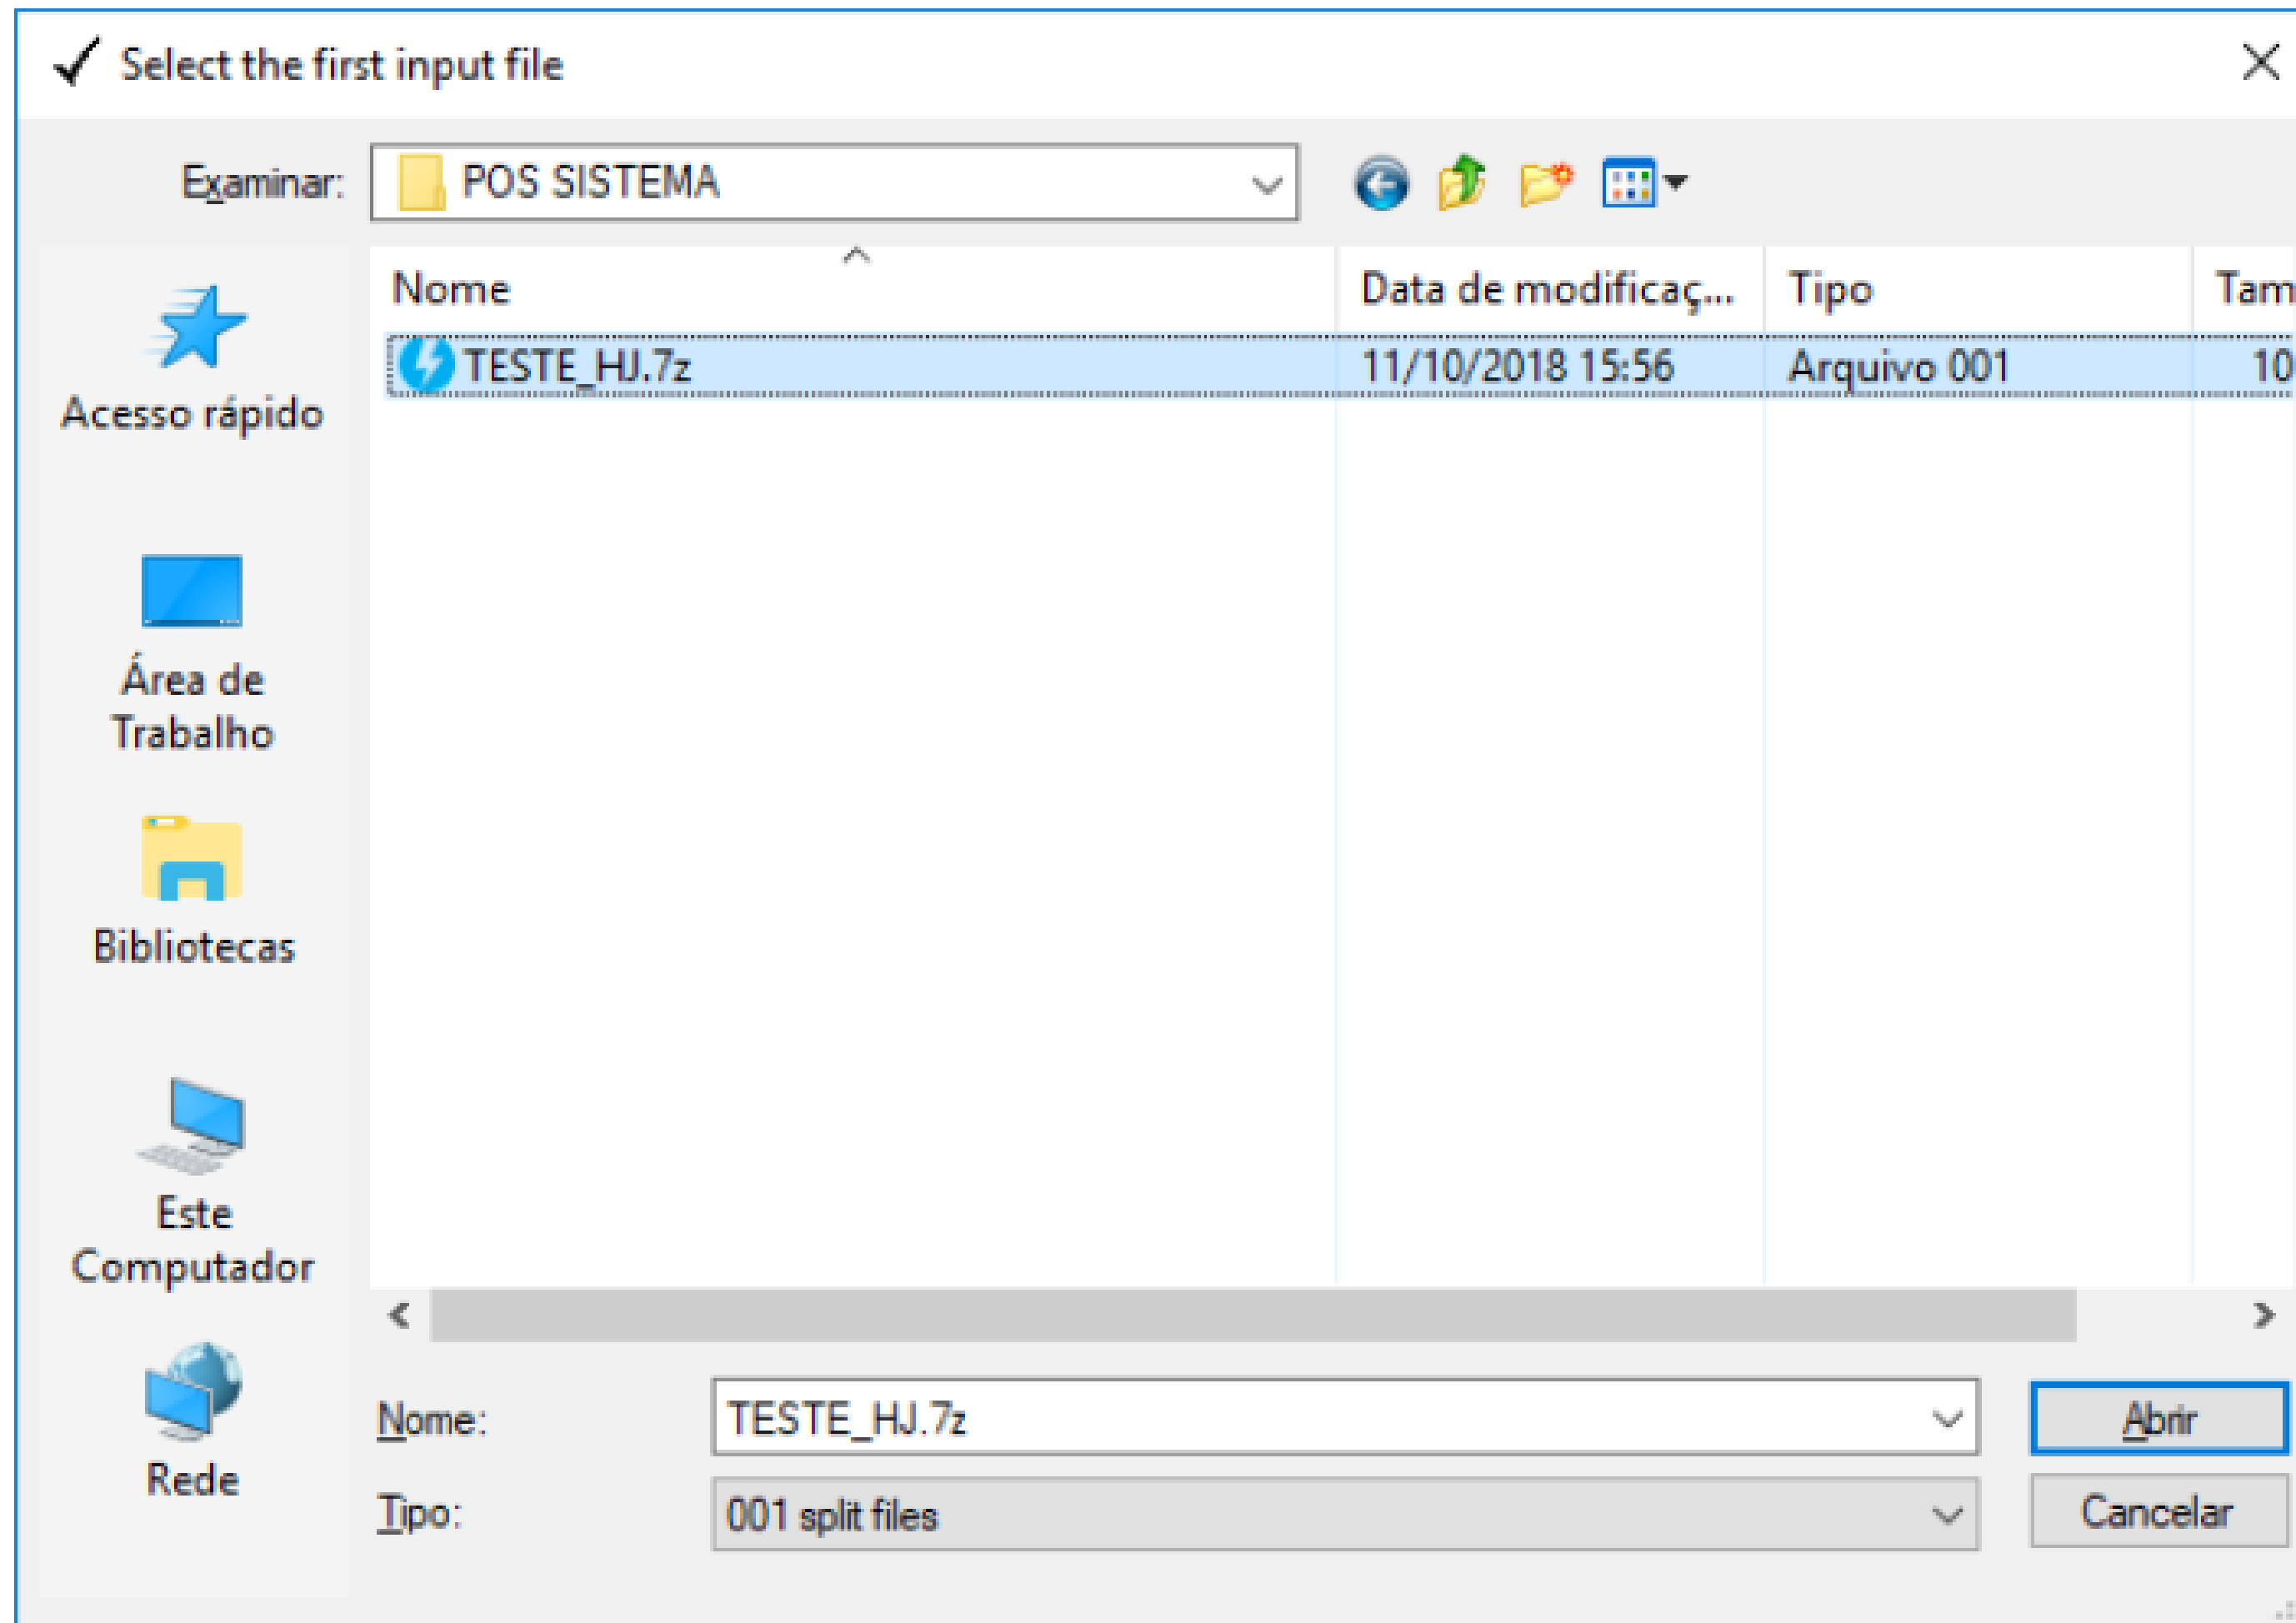 Select the first input file
Examinar: POS SISTEMA
Nome Data de modificaç... Tipo Tam
TESTE_HJ.7z 11/10/2018 15:56 Arquivo 001 10
Acesso rápido
Área de
Trabalho
Bibliotecas
Este
Computador
Rede
Nome: TESTE_HJ.7z Abrir
Tipo: 001 split files Cancelar